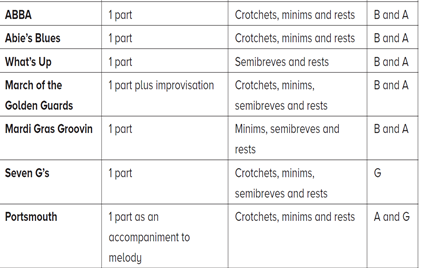 ABBA 1 part Crotchets, minims and rests B and A
Abie's Blues 1 part Crotchets, minims and rests B and A
What's Up 1 part Semibreves and rests B and A
March of the 1 part plus improvisation Crotchets, minims, B and A
Golden Guards semibreves and rests
Mardi Gras Groovin 1 part Minims, semibreves and B and A
rests
Seven G's 1 part Crotchets, minims, G
semibreves and rests
Portsmouth 1 part as an Crotchets, minims and rests A and G
accompaniment to
melody